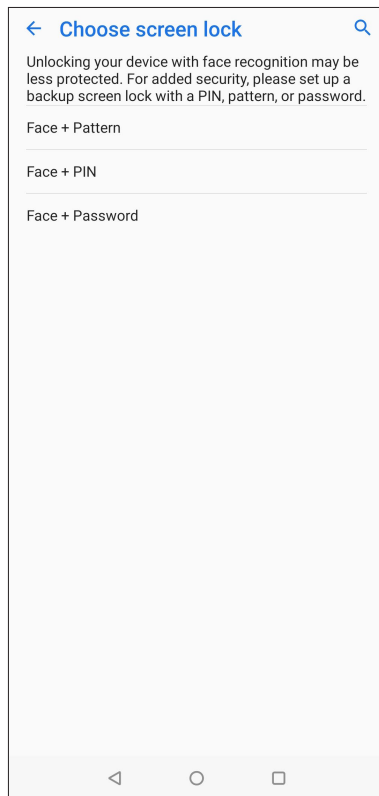 Choose screen lock
Unlocking your device with face recognition may be
less protected. For added security, please set up a
backup screen lock with a PIN, pattern, or password.
Face + Pattern
Face + PIN
Face + Password